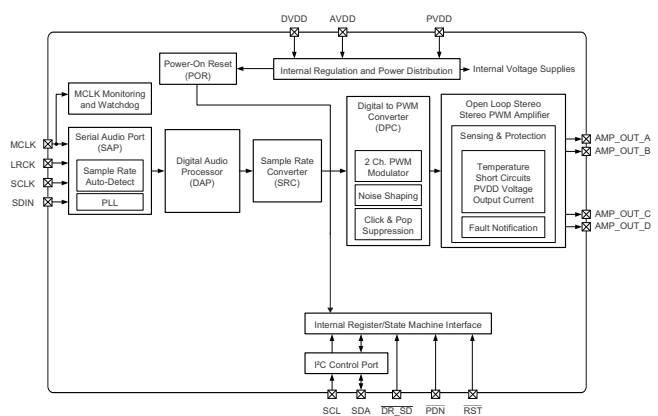 DVDD AVDD PVDD
Power-On Reset
(POR)
Internal Regulation and Power Distribution
Internal Voltage Supplies
MCLK Monitoring
and Watchdog
MCLK
LRCK
SCLK
SDIN
Serial Audio Port
(SAP)
Sample Rate
Auto-Detect
PLL
Digital Audio
Processor
(DAP)
Sample Rate
Converter
(SRC)
Digital to PWM
Converter
(DPC)
2 Ch. PWM
Modulator
Noise Shaping
Click & Pop
Suppression
Open Loop Stereo
Stereo PWM Amplifier
Sensing & Protection
Temperature
Short Circuits
PVDD Voltage
Output Current
Fault Notification
AMP_OUT_A
AMP_OUT_B
AMP_OUT_C
AMP_OUT_D
Internal Register/State Machine Interface
I²C Control Port
SCL SDA DR_SD PDN RST